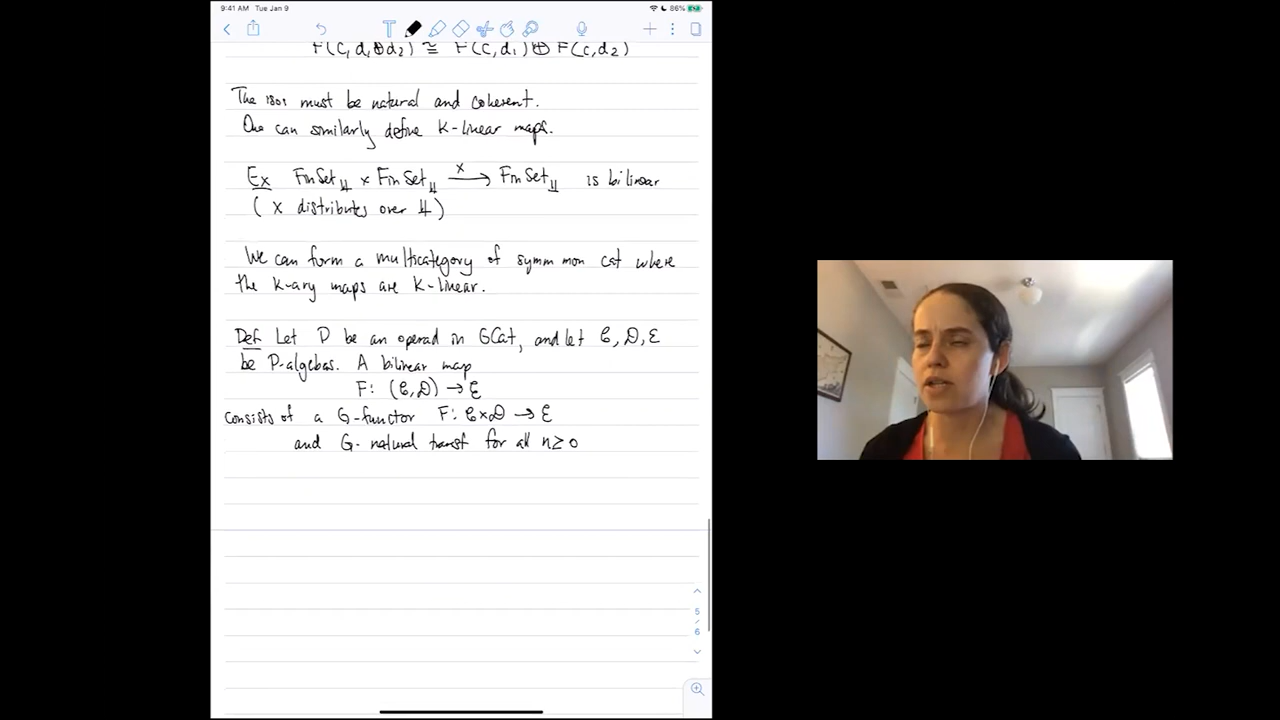 9:41 AM Tue Jan 9
86%
T
F(C, d₁⊕d₂) ≅ F(C,d₁) ⊕ F(c,d₂)
The isos must be natural and coherent.
One can similarly define k-linear maps.
Ex FinSet⨿ × FinSet⨿ —×→ FinSet⨿ is bilinear
( × distributes over ⨿ )
We can form a multicategory of symm mon cat where
the k-ary maps are k-linear.
Def Let P be an operad in GCat, and let C, D, E
be P-algebras. A bilinear map
F: (C, D) → E
consists of a G-functor F: C×D → E
and G-natural transf for all n≥0
5
/
6